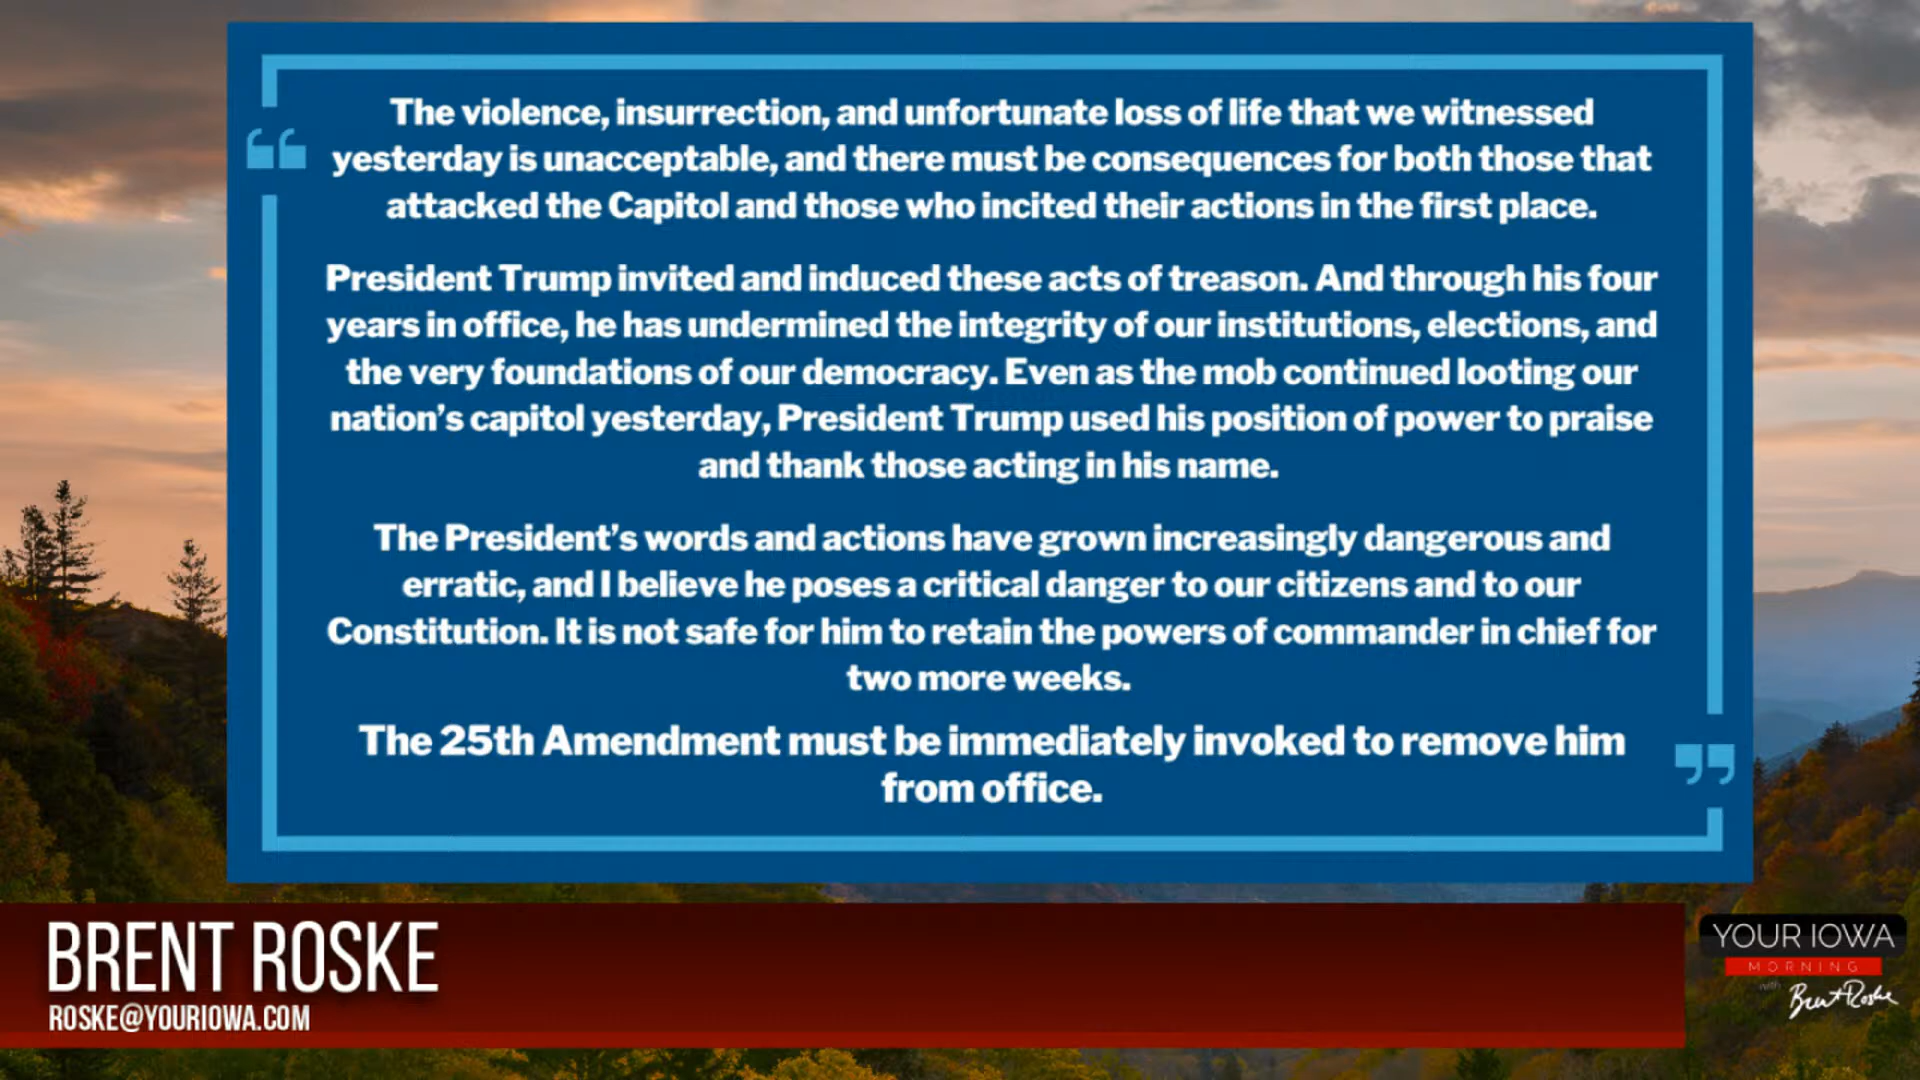 “
The violence, insurrection, and unfortunate loss of life that we witnessed
yesterday is unacceptable, and there must be consequences for both those that
attacked the Capitol and those who incited their actions in the first place.
President Trump invited and induced these acts of treason. And through his four
years in office, he has undermined the integrity of our institutions, elections, and
the very foundations of our democracy. Even as the mob continued looting our
nation’s capitol yesterday, President Trump used his position of power to praise
and thank those acting in his name.
The President’s words and actions have grown increasingly dangerous and
erratic, and I believe he poses a critical danger to our citizens and to our
Constitution. It is not safe for him to retain the powers of commander in chief for
two more weeks.
The 25th Amendment must be immediately invoked to remove him
from office.
”
BRENT ROSKE
ROSKE@YOURIOWA.COM
YOUR IOWA
MORNING
with
Brent Roske